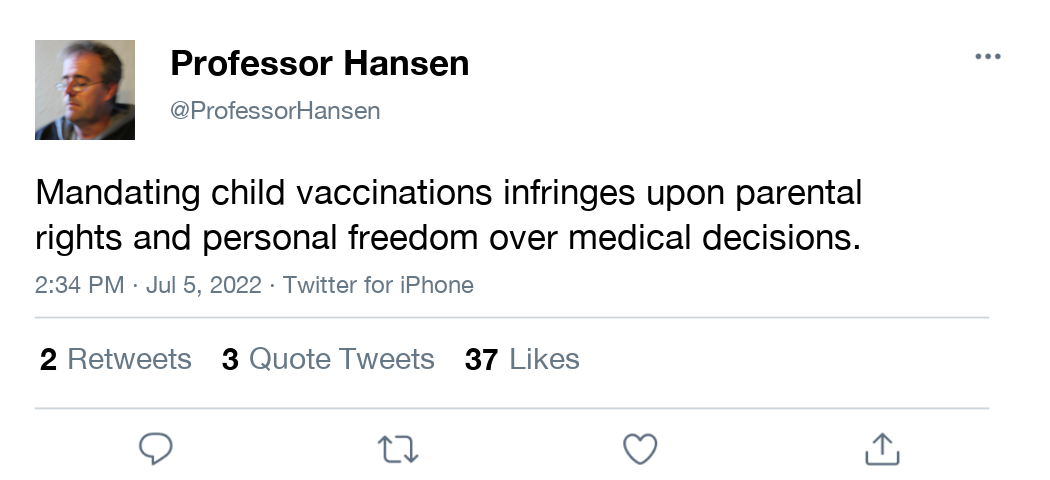 Professor Hansen
@ProfessorHansen
Mandating child vaccinations infringes upon parental
rights and personal freedom over medical decisions.
2:34 PM · Jul 5, 2022 · Twitter for iPhone
2 Retweets 3 Quote Tweets 37 Likes